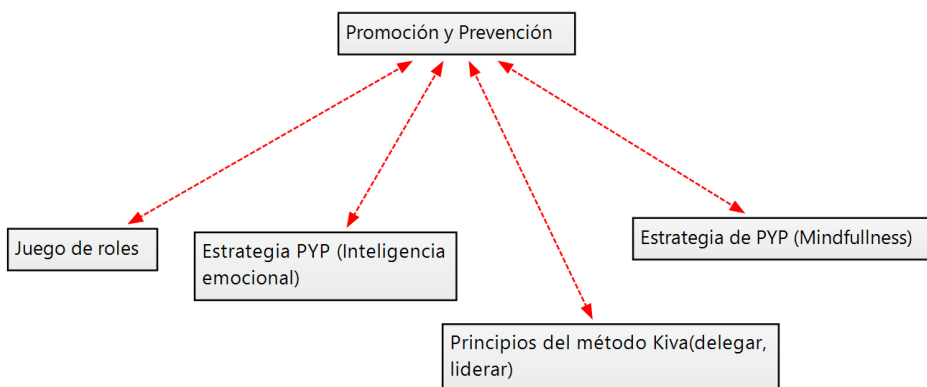 Promoción y Prevención
Juego de roles
Estrategia PYP (Inteligencia
emocional)
Estrategia de PYP (Mindfullness)
Principios del método Kiva(delegar,
liderar)